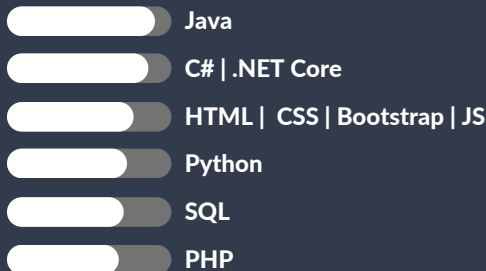 Java
C# | .NET Core
HTML | CSS | Bootstrap | JS
Python
SQL
PHP